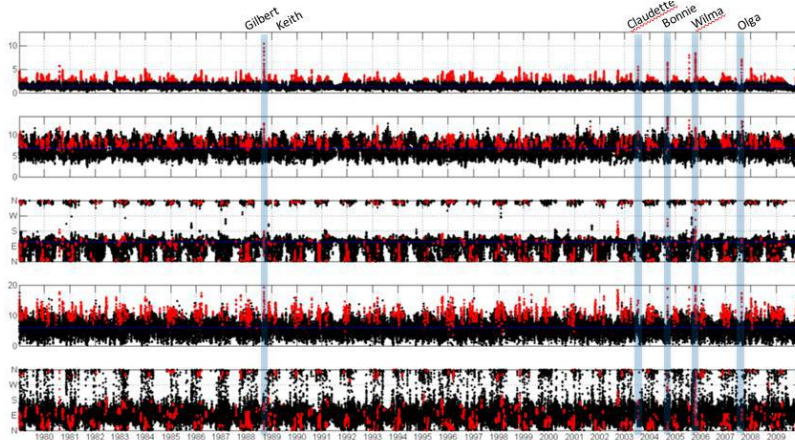 Gilbert Keith Claudette Bonnie Wilma Olga
10
5
0
10
5
0
N
W
S
E
N
20
10
0
N
W
S
E
N
1980 1981 1982 1983 1984 1985 1986 1987 1988 1989 1990 1991 1992 1993 1994 1995 1996 1997 1998 1999 2000 2001 2002 2003 2004 2005 2006 2007 2008 2009